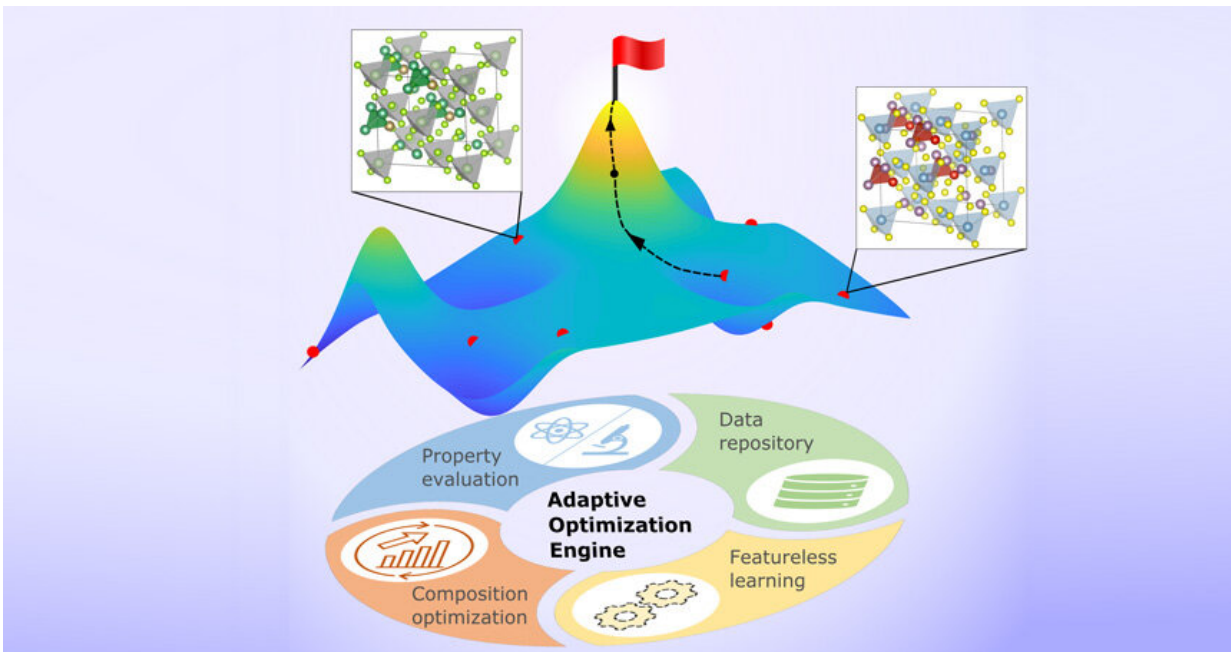 Property
evaluation
Data
repository
Adaptive
Optimization
Engine
Composition
optimization
Featureless
learning